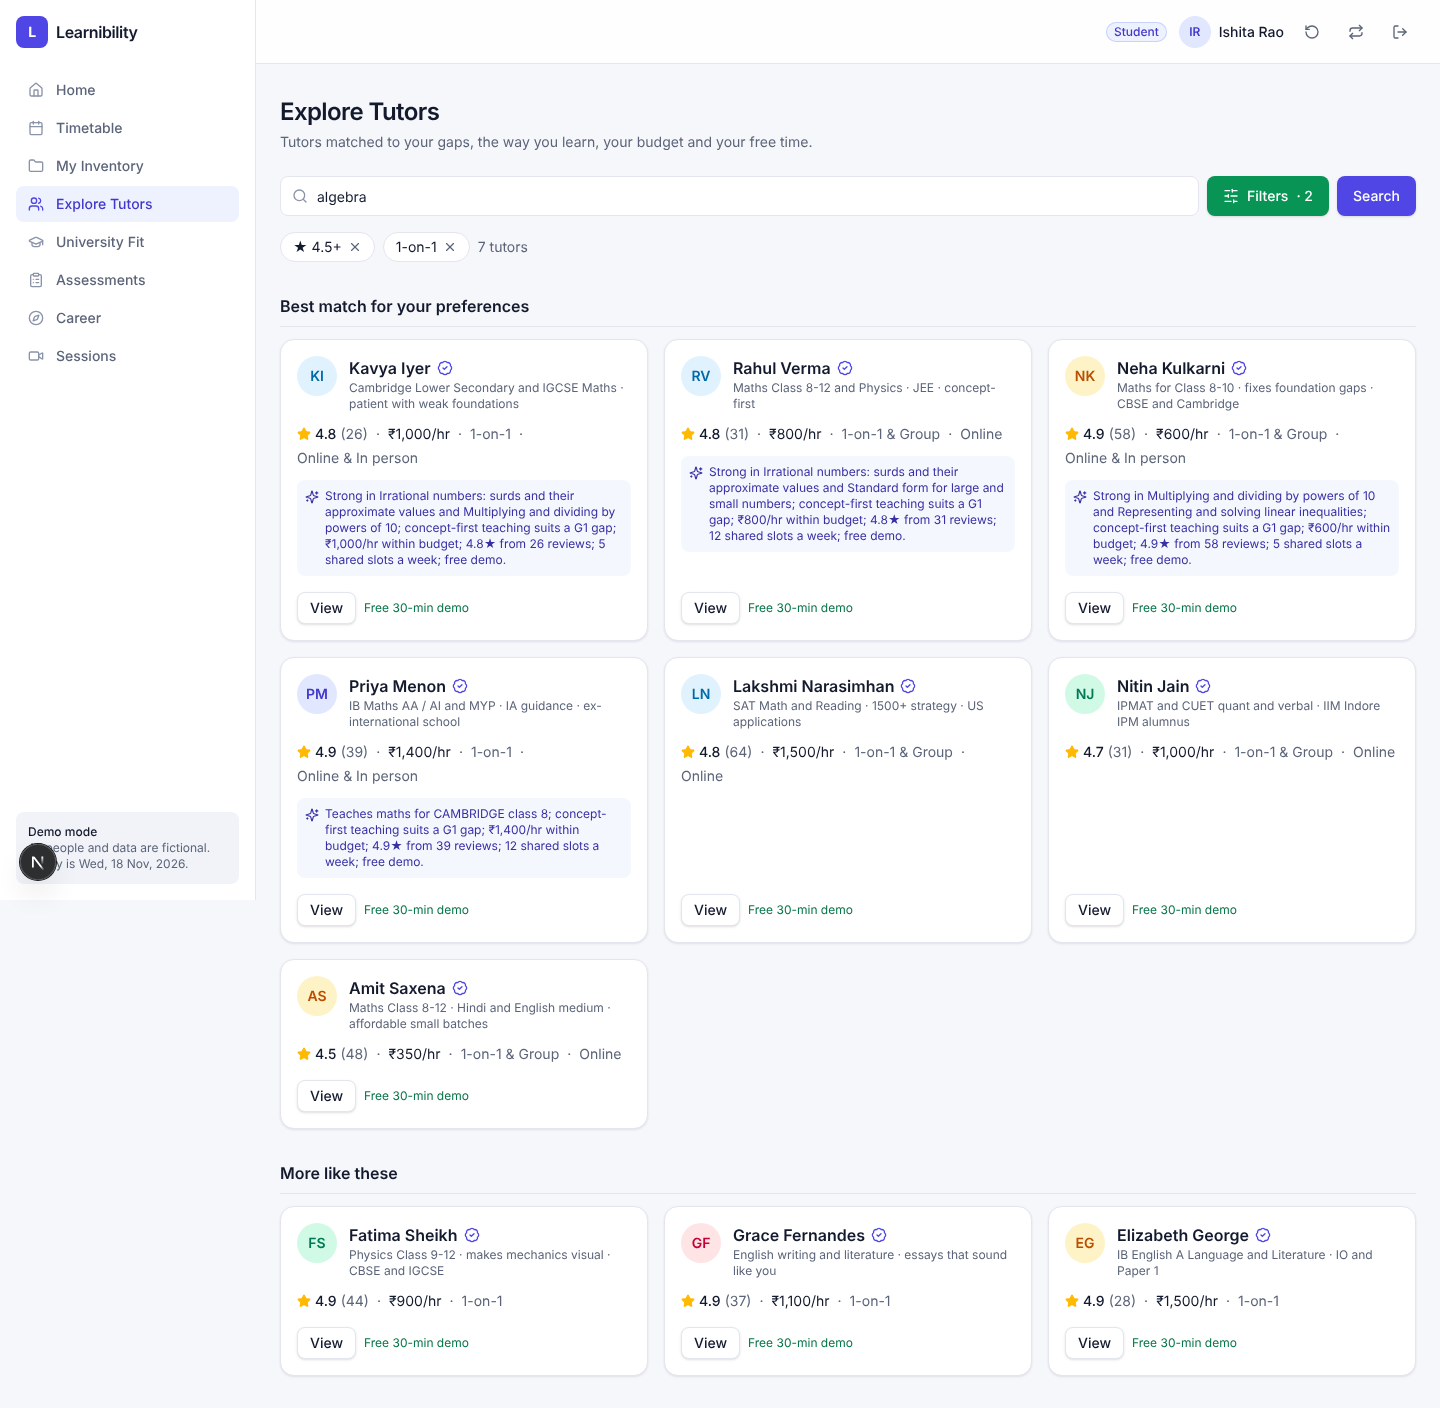 L Learnibility
Student IR Ishita Rao
Home
Timetable
My Inventory
Explore Tutors
University Fit
Assessments
Career
Sessions
Demo mode
people and data are fictional.
y is Wed, 18 Nov, 2026.
N
Explore Tutors
Tutors matched to your gaps, the way you learn, your budget and your free time.
algebra
Filters · 2
Search
★ 4.5+ ×
1-on-1 ×
7 tutors
Best match for your preferences
KI Kavya Iyer
Cambridge Lower Secondary and IGCSE Maths ·
patient with weak foundations
4.8 (26) · ₹1,000/hr · 1-on-1 ·
Online & In person
Strong in Irrational numbers: surds and their
approximate values and Multiplying and dividing by
powers of 10; concept-first teaching suits a G1 gap;
₹1,000/hr within budget; 4.8★ from 26 reviews; 5
shared slots a week; free demo.
View Free 30-min demo
RV Rahul Verma
Maths Class 8-12 and Physics · JEE · concept-
first
4.8 (31) · ₹800/hr · 1-on-1 & Group · Online
Strong in Irrational numbers: surds and their
approximate values and Standard form for large and
small numbers; concept-first teaching suits a G1
gap; ₹800/hr within budget; 4.8★ from 31 reviews;
12 shared slots a week; free demo.
View Free 30-min demo
NK Neha Kulkarni
Maths for Class 8-10 · fixes foundation gaps ·
CBSE and Cambridge
4.9 (58) · ₹600/hr · 1-on-1 & Group ·
Online & In person
Strong in Multiplying and dividing by powers of 10
and Representing and solving linear inequalities;
concept-first teaching suits a G1 gap; ₹600/hr within
budget; 4.9★ from 58 reviews; 5 shared slots a
week; free demo.
View Free 30-min demo
PM Priya Menon
IB Maths AA / AI and MYP · IA guidance · ex-
international school
4.9 (39) · ₹1,400/hr · 1-on-1 ·
Online & In person
Teaches maths for CAMBRIDGE class 8; concept-
first teaching suits a G1 gap; ₹1,400/hr within
budget; 4.9★ from 39 reviews; 12 shared slots a
week; free demo.
View Free 30-min demo
LN Lakshmi Narasimhan
SAT Math and Reading · 1500+ strategy · US
applications
4.8 (64) · ₹1,500/hr · 1-on-1 & Group ·
Online
View Free 30-min demo
NJ Nitin Jain
IPMAT and CUET quant and verbal · IIM Indore
IPM alumnus
4.7 (31) · ₹1,000/hr · 1-on-1 & Group · Online
View Free 30-min demo
AS Amit Saxena
Maths Class 8-12 · Hindi and English medium ·
affordable small batches
4.5 (48) · ₹350/hr · 1-on-1 & Group · Online
View Free 30-min demo
More like these
FS Fatima Sheikh
Physics Class 9-12 · makes mechanics visual ·
CBSE and IGCSE
4.9 (44) · ₹900/hr · 1-on-1
View Free 30-min demo
GF Grace Fernandes
English writing and literature · essays that sound
like you
4.9 (37) · ₹1,100/hr · 1-on-1
View Free 30-min demo
EG Elizabeth George
IB English A Language and Literature · IO and
Paper 1
4.9 (28) · ₹1,500/hr · 1-on-1
View Free 30-min demo